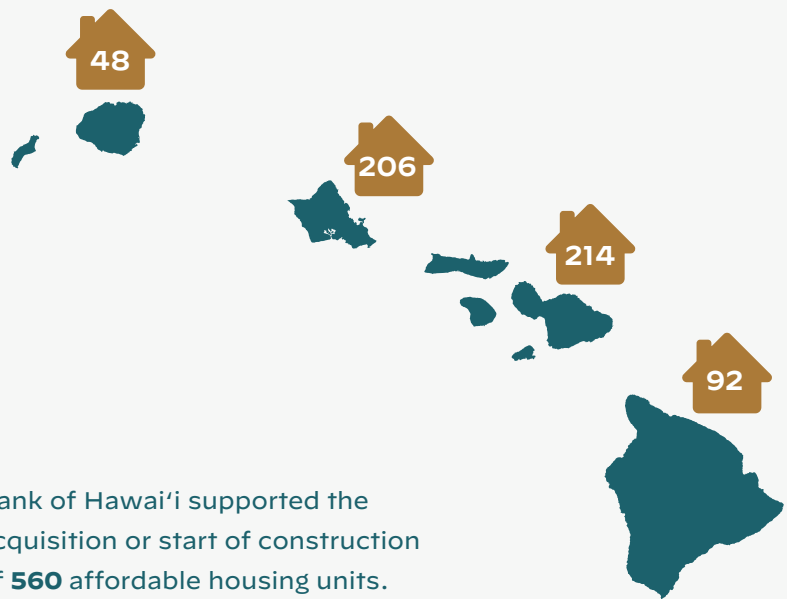 48
206
214
92
ank of Hawaiʻi supported the
cquisition or start of construction
f 560 affordable housing units.